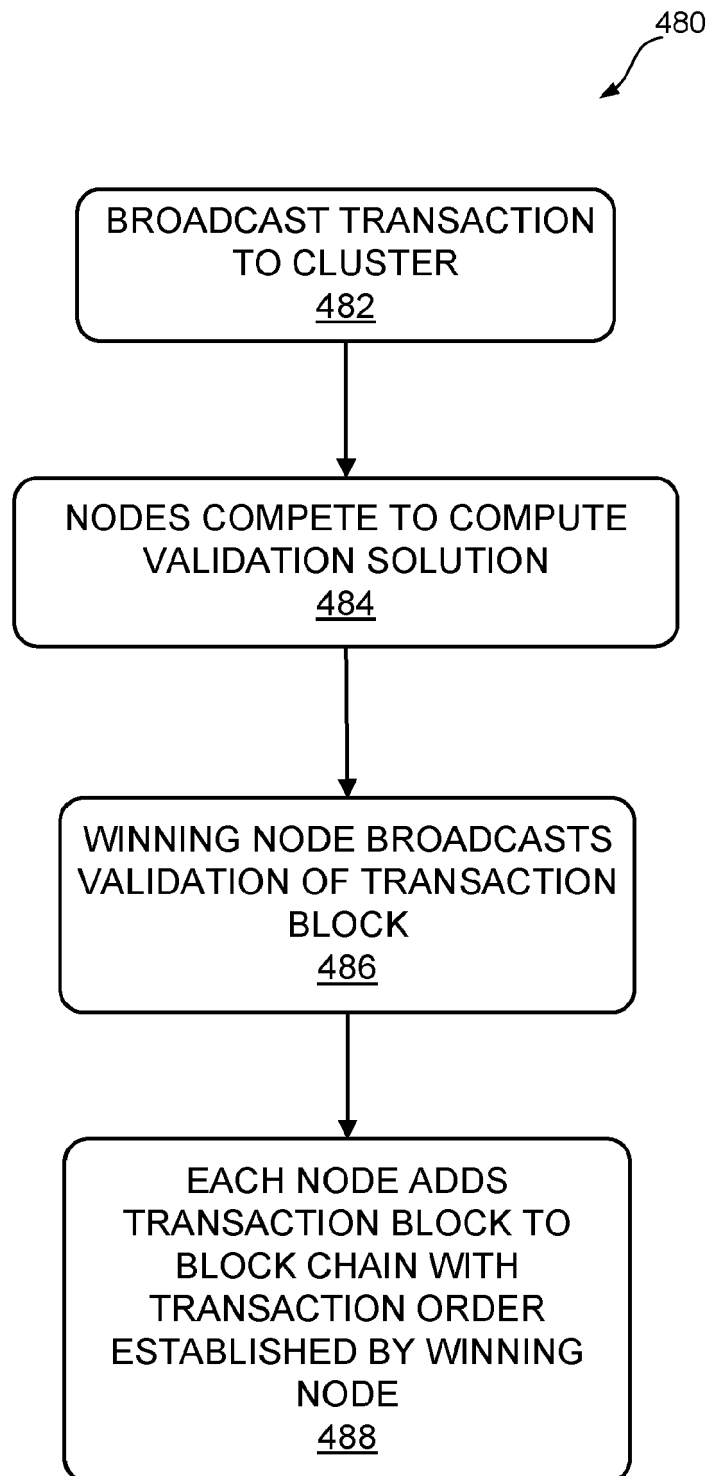 480
BROADCAST TRANSACTION
TO CLUSTER
482
NODES COMPETE TO COMPUTE
VALIDATION SOLUTION
484
WINNING NODE BROADCASTS
VALIDATION OF TRANSACTION
BLOCK
486
EACH NODE ADDS
TRANSACTION BLOCK TO
BLOCK CHAIN WITH
TRANSACTION ORDER
ESTABLISHED BY WINNING
NODE
488